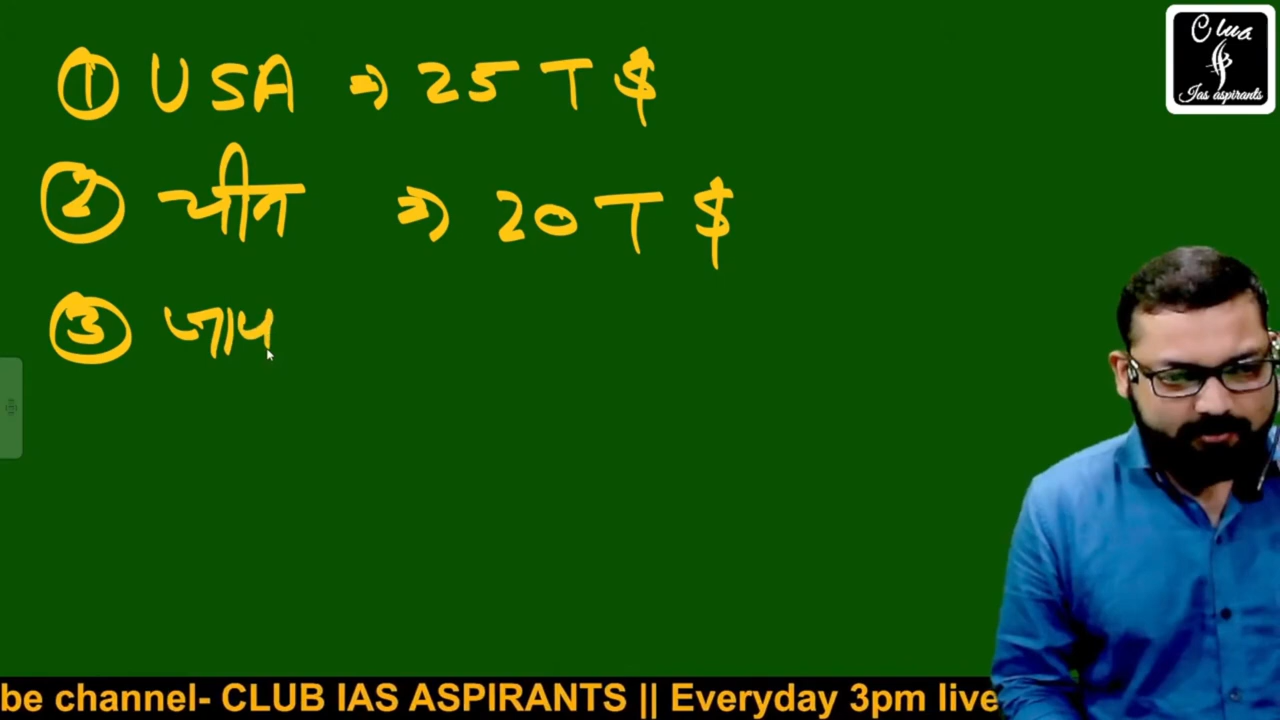 ① USA ⇒ 25 T $
② चीन ⇒ 20 T $
③ जाप
Club
Ias aspirants
be channel- CLUB IAS ASPIRANTS || Everyday 3pm live